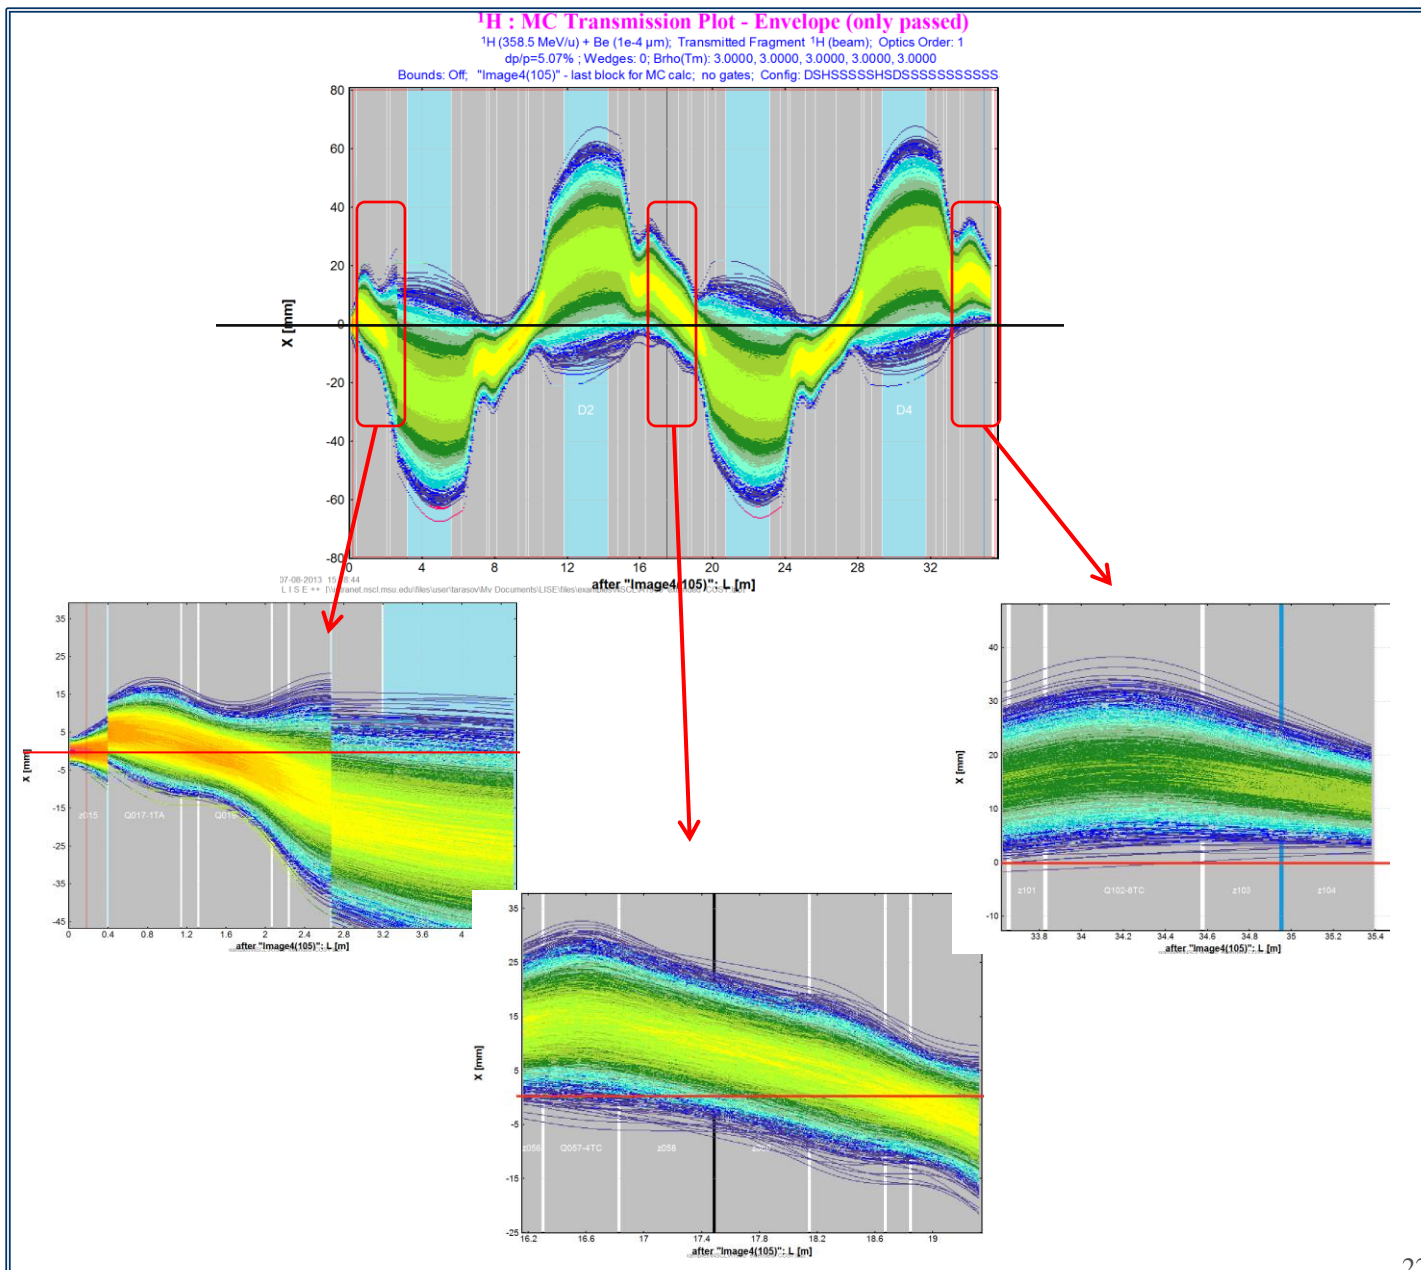 ¹H : MC Transmission Plot - Envelope (only passed)
¹H (358.5 MeV/u) + Be (1e-4 µm); Transmitted Fragment ¹H (beam); Optics Order: 1
dp/p=5.07% ; Wedges: 0; Brho(Tm): 3.0000, 3.0000, 3.0000, 3.0000, 3.0000
Bounds: Off; "Image4(105)" - last block for MC calc; no gates; Config: DSHSSSSSHSDSSSSSSSSSSS
80
60
40
20
0
-20
-40
-60
-80
X [mm]
D2
D4
0 4 8 12 16 20 24 28 32
after "Image4(105)": L [m]
07-08-2013
L I S E ++
35
25
15
5
-5
-15
-25
-35
-45
X [mm]
z015
Q017-1TA
0 0.4 0.8 1.2 1.6 2 2.4 2.8 3.2 3.6 4
after "Image4(105)": L [m]
40
30
20
10
0
-10
X [mm]
z101
Q102-8TC
z103
z104
33.8 34 34.2 34.4 34.6 34.8 35 35.2 35.4
after "Image4(105)": L [m]
35
25
15
5
-5
-15
-25
X [mm]
z056
Q057-4TC
z058
16.2 16.6 17 17.4 17.8 18.2 18.6 19
after "Image4(105)": L [m]